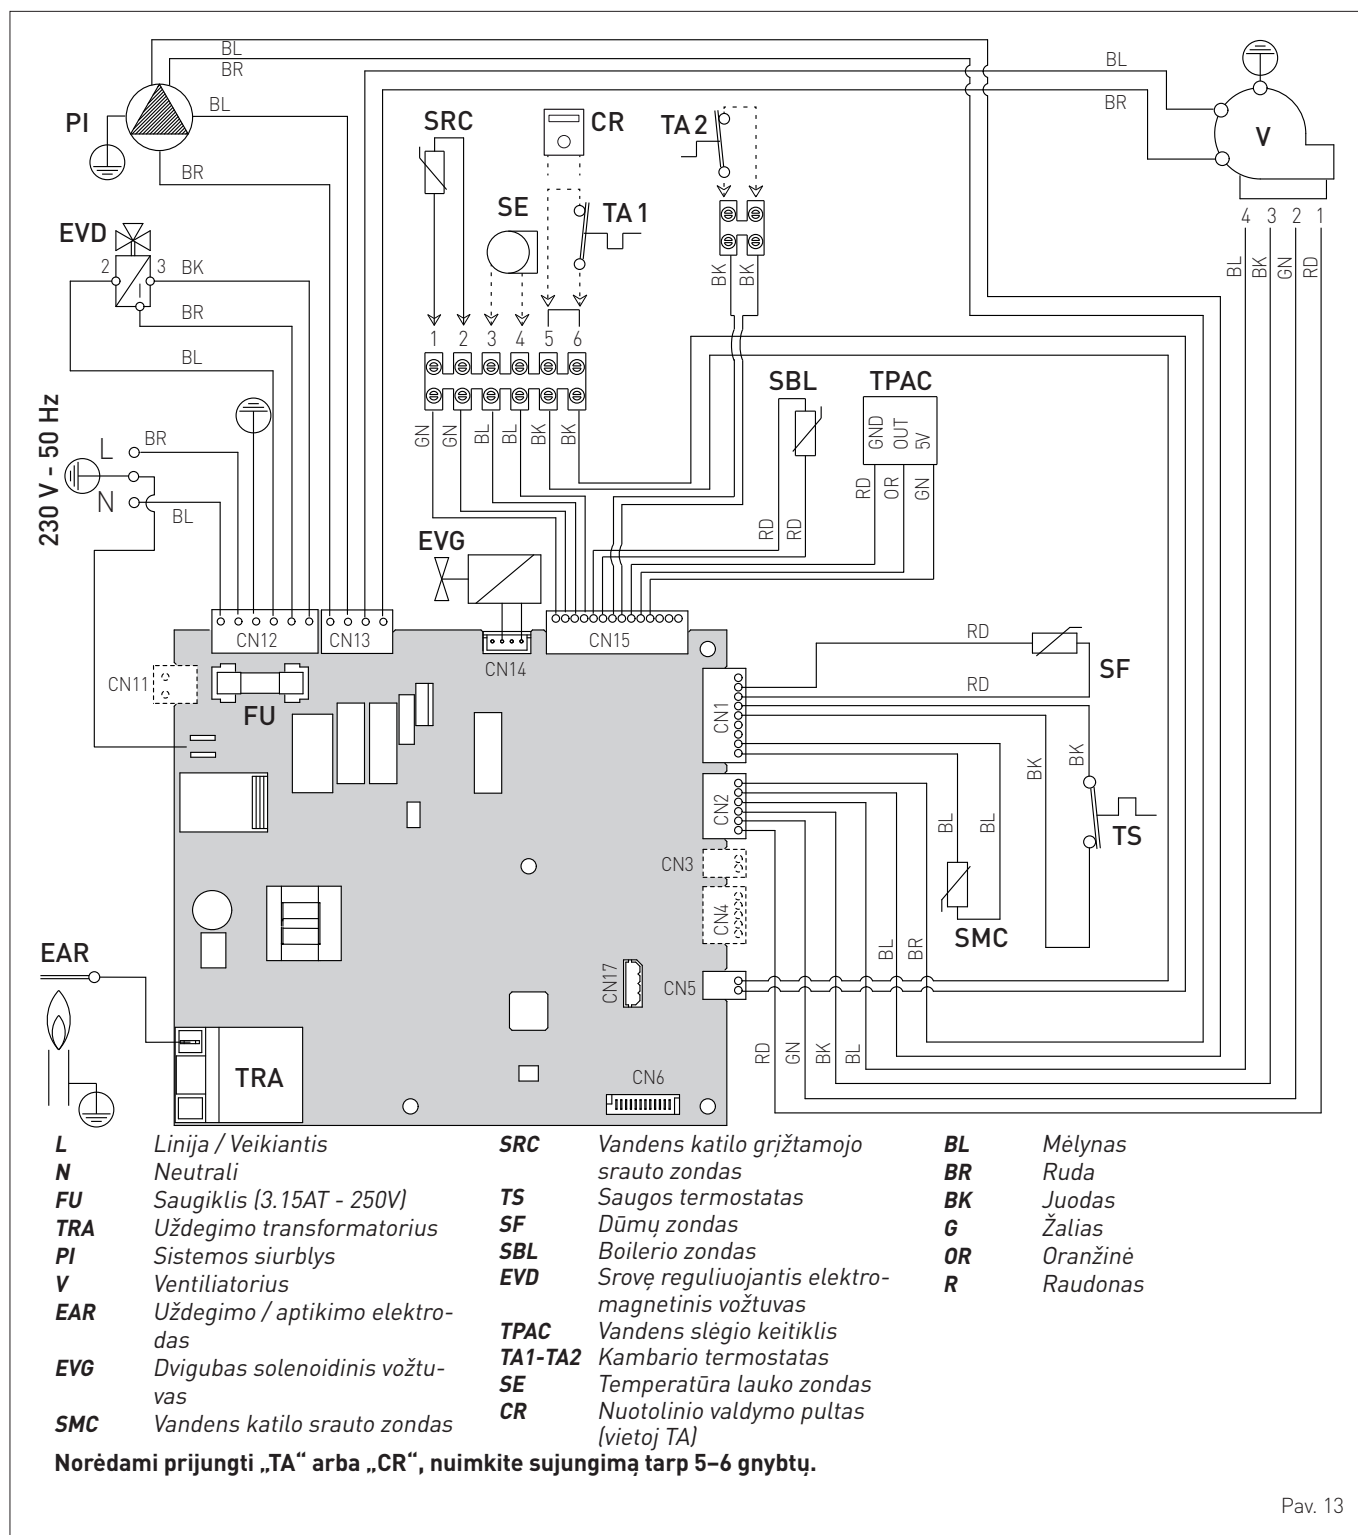 BL
BR
BL
BR
PI
BL
BR
SRC
CR
TA 2
V
SE
TA 1
EVD
2
3
BK
BR
BL
4
3
2
1
BL
BK
GN
RD
BK
BK
1
2
3
4
5
6
SBL
TPAC
GND
OUT
5V
GN
GN
BL
BL
BK
BK
230 V - 50 Hz
L
BR
N
BL
RD
RD
RD
OR
GN
EVG
CN12
CN13
CN14
CN15
CN11
FU
RD
SF
RD
CN1
BK
BK
TS
CN2
BL
BL
SMC
CN3
CN4
BL
BR
EAR
CN17
CN5
RD
GN
BK
BL
TRA
CN6
L Linija / Veikiantis
N Neutrali
FU Saugiklis (3.15AT - 250V)
TRA Uždegimo transformatorius
PI Sistemos siurblys
V Ventiliatorius
EAR Uždegimo / aptikimo elektro-
das
EVG Dvigubas solenoidinis vožtu-
vas
SMC Vandens katilo srauto zondas
SRC Vandens katilo grįžtamojo
srauto zondas
TS Saugos termostatas
SF Dūmų zondas
SBL Boilerio zondas
EVD Srovę reguliuojantis elektro-
magnetinis vožtuvas
TPAC Vandens slėgio keitiklis
TA1-TA2 Kambario termostatas
SE Temperatūra lauko zondas
CR Nuotolinio valdymo pultas
(vietoj TA)
BL Mėlynas
BR Ruda
BK Juodas
G Žalias
OR Oranžinė
R Raudonas
Norėdami prijungti „TA“ arba „CR“, nuimkite sujungimą tarp 5–6 gnybtų.
Pav. 13